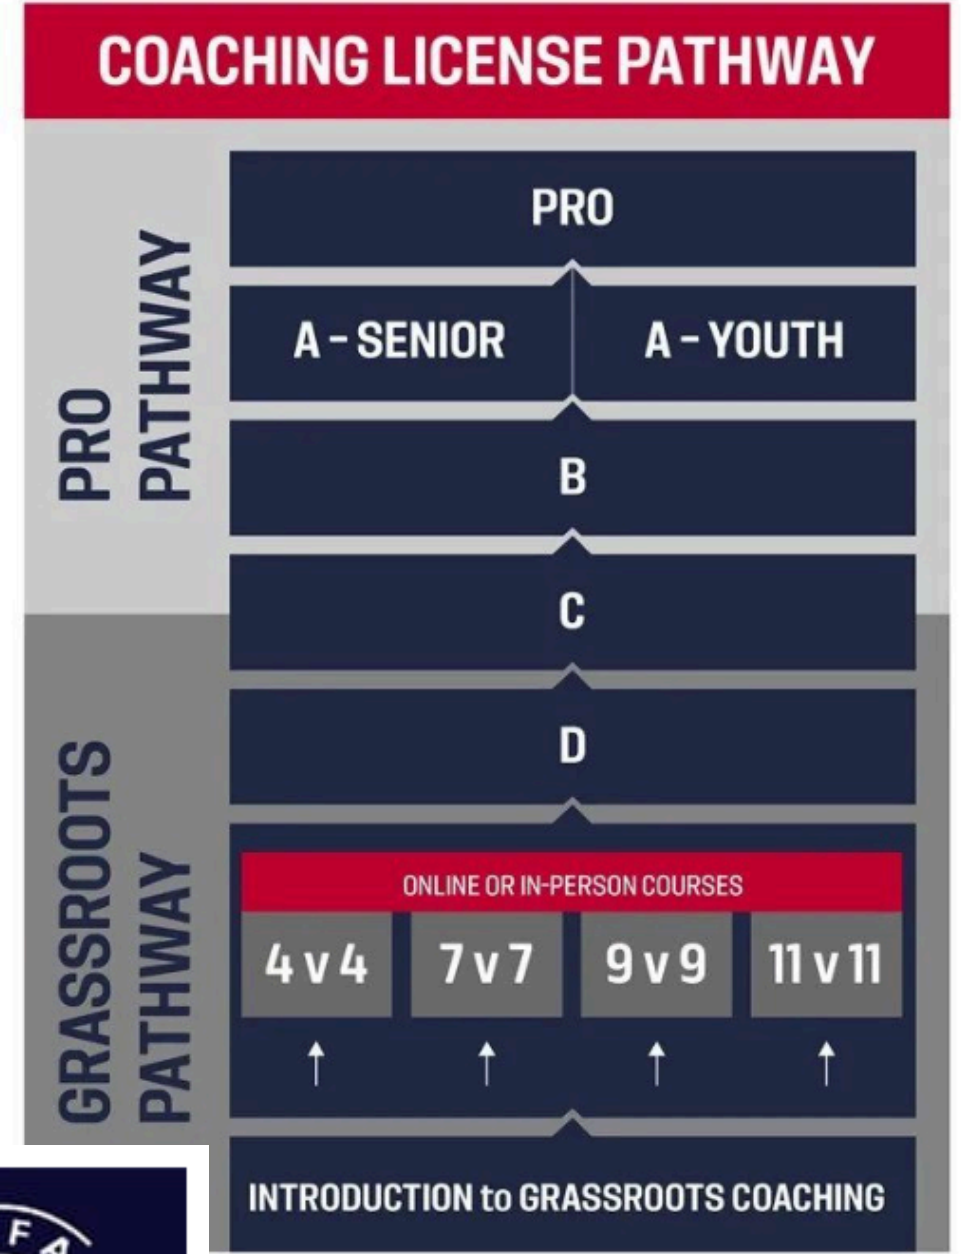 COACHING LICENSE PATHWAY
PRO
PATHWAY
PRO
A – SENIOR
A – YOUTH
B
C
D
GRASSROOTS
PATHWAY
ONLINE OR IN-PERSON COURSES
4 v 4
7 v 7
9 v 9
11 v 11
INTRODUCTION to GRASSROOTS COACHING
F A